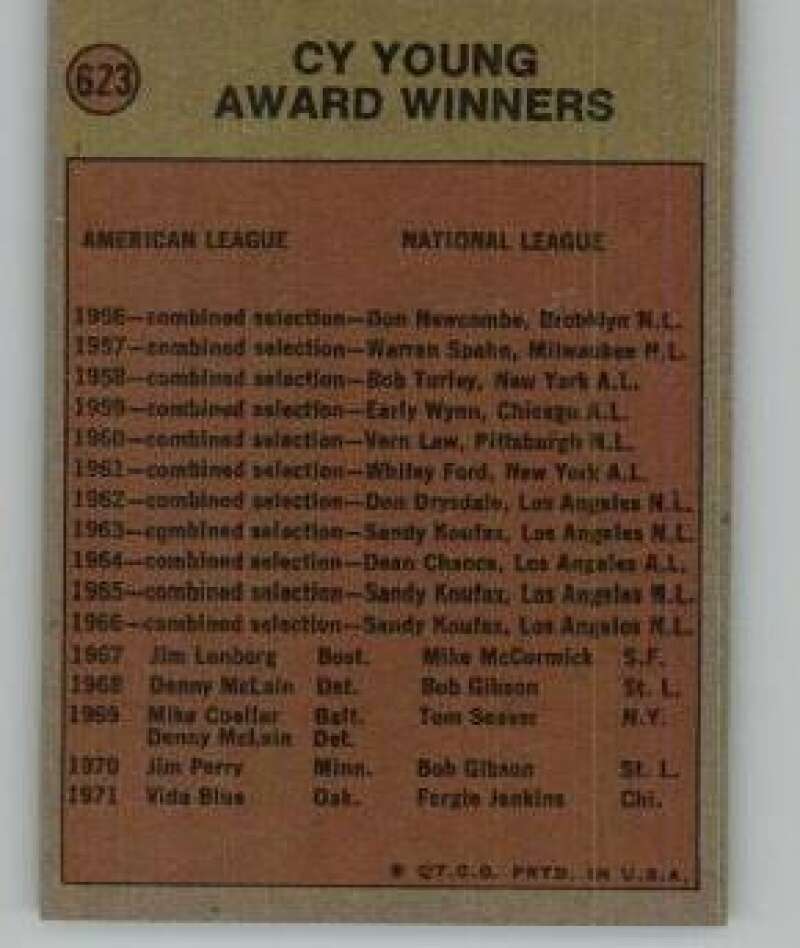 623
CY YOUNG
AWARD WINNERS
AMERICAN LEAGUE NATIONAL LEAGUE
1956—combined selection—Don Newcombe, Brooklyn N.L.
1957—combined selection—Warren Spahn, Milwaukee N.L.
1958—combined selection—Bob Turley, New York A.L.
1959—combined selection—Early Wynn, Chicago A.L.
1960—combined selection—Vern Law, Pittsburgh N.L.
1961—combined selection—Whitey Ford, New York A.L.
1962—combined selection—Don Drysdale, Los Angeles N.L.
1963—combined selection—Sandy Koufax, Los Angeles N.L.
1964—combined selection—Dean Chance, Los Angeles A.L.
1965—combined selection—Sandy Koufax, Los Angeles N.L.
1966—combined selection—Sandy Koufax, Los Angeles N.L.
1967 Jim Lonborg Bost. Mike McCormick S.F.
1968 Denny McLain Det. Bob Gibson St. L.
1969 Mike Cuellar Balt. Tom Seaver N.Y.
Denny McLain Det.
1970 Jim Perry Minn. Bob Gibson St. L.
1971 Vida Blue Oak. Fergie Jenkins Chi.
© ❋T.C.G. PRTD. IN U.S.A.